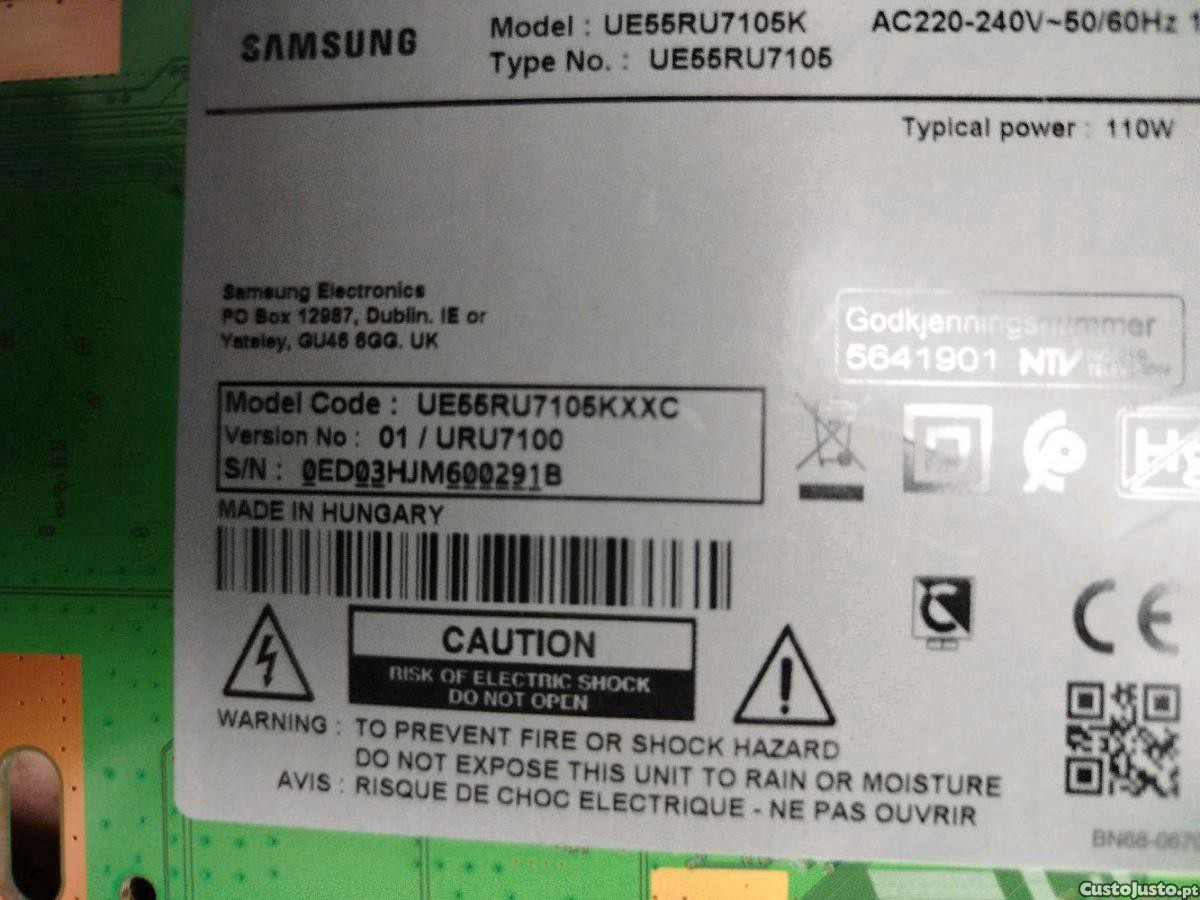 SAMSUNG
Model : UE55RU7105K AC220-240V~50/60Hz
Type No. : UE55RU7105
Typical power : 110W
Samsung Electronics
PO Box 12987, Dublin. IE or
Yateley, GU46 6GG. UK
Godkjenningsnummer
5641901 NTV
Model Code : UE55RU7105KXXC
Version No : 01 / URU7100
S/N : 0ED03HJM600291B
MADE IN HUNGARY
Hg
CE
CAUTION
RISK OF ELECTRIC SHOCK
DO NOT OPEN
WARNING : TO PREVENT FIRE OR SHOCK HAZARD
DO NOT EXPOSE THIS UNIT TO RAIN OR MOISTURE
AVIS : RISQUE DE CHOC ELECTRIQUE - NE PAS OUVRIR
CustoJusto.pt